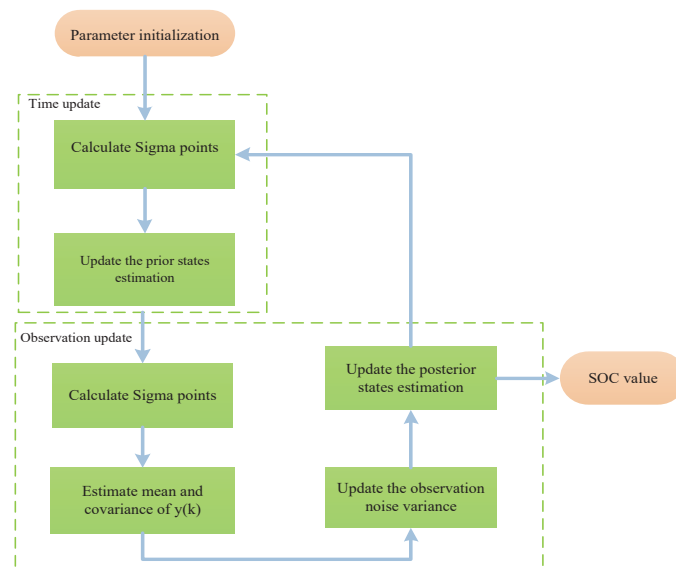 Parameter initialization
Time update
Calculate Sigma points
Update the prior states
estimation
Observation update
Calculate Sigma points
Estimate mean and
covariance of y(k)
Update the observation
noise variance
Update the posterior
states estimation
SOC value